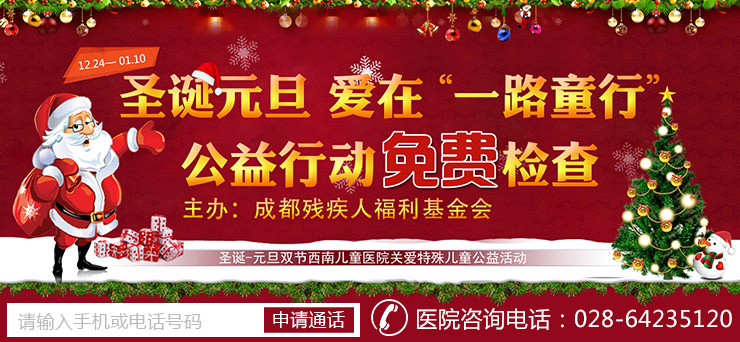 12.24—01.10
圣诞元旦 爱在“一路童行”
公益行动免费检查
主办：成都残疾人福利基金会
圣诞-元旦双节西南儿童医院关爱特殊儿童公益活动
请输入手机或电话号码 申请通话 医院咨询电话：028-64235120